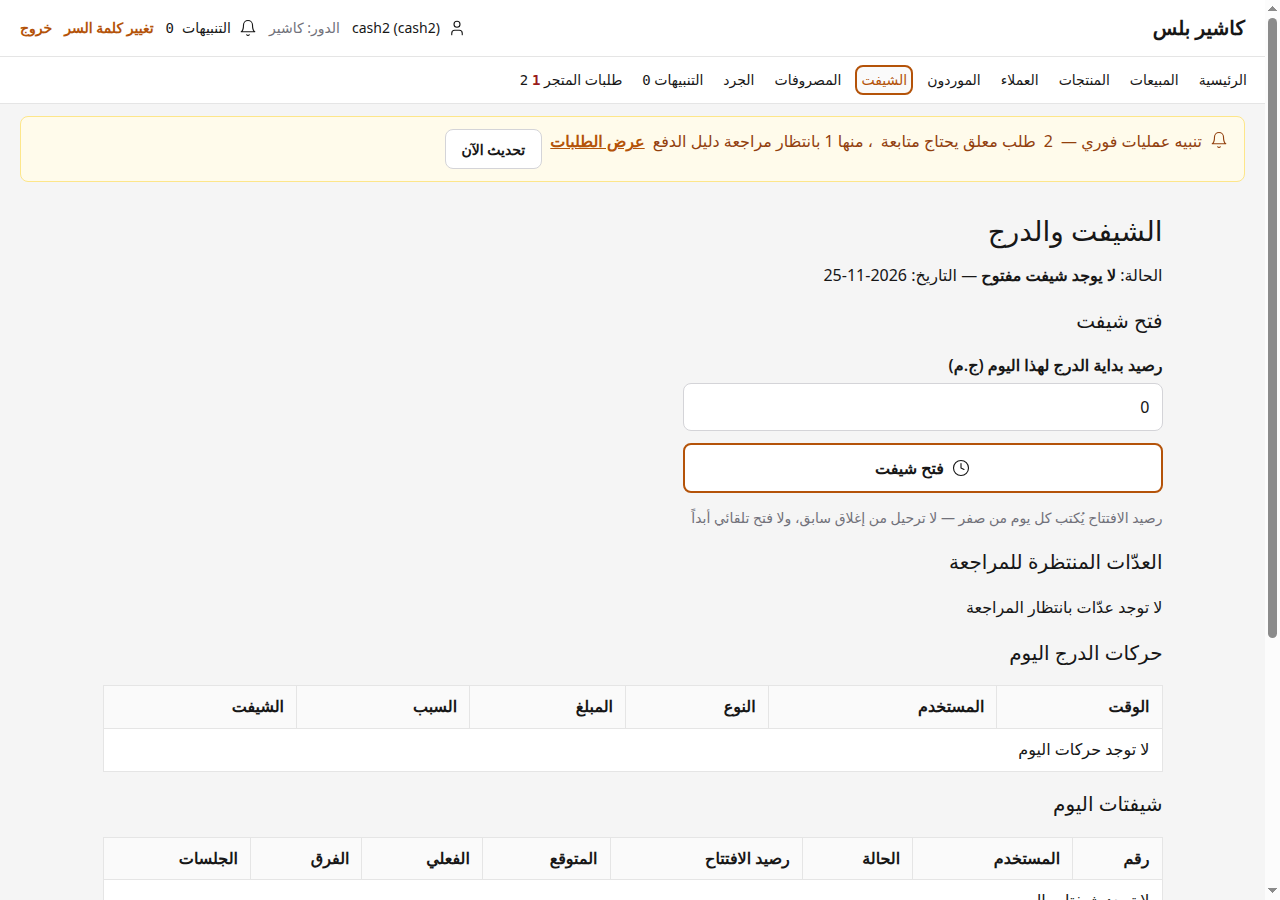 كاشير بلس
cash2 (cash2) الدور: كاشير التنبيهات 0 تغيير كلمة السر خروج
الرئيسية المبيعات المنتجات العملاء الموردون الشيفت المصروفات الجرد التنبيهات 0 طلبات المتجر 1 2
تنبيه عمليات فوري — 2 طلب معلق يحتاج متابعة ، منها 1 بانتظار مراجعة دليل الدفع عرض الطلبات تحديث الآن
الشيفت والدرج
الحالة: لا يوجد شيفت مفتوح — التاريخ: 2026-11-25
فتح شيفت
رصيد بداية الدرج لهذا اليوم (ج.م)
0
فتح شيفت
رصيد الافتتاح يُكتب كل يوم من صفر — لا ترحيل من إغلاق سابق، ولا فتح تلقائي أبداً
العدّات المنتظرة للمراجعة
لا توجد عدّات بانتظار المراجعة
حركات الدرج اليوم
الوقت المستخدم النوع المبلغ السبب الشيفت
لا توجد حركات اليوم
شيفتات اليوم
رقم المستخدم الحالة رصيد الافتتاح المتوقع الفعلي الفرق الجلسات